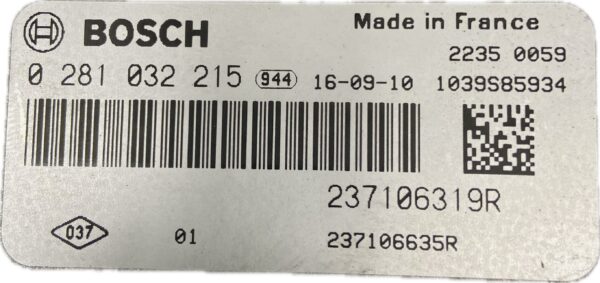 BOSCH
Made in France
2235 0059
0 281 032 215 944 16-09-10 1039S85934
237106319R
037 01 237106635R